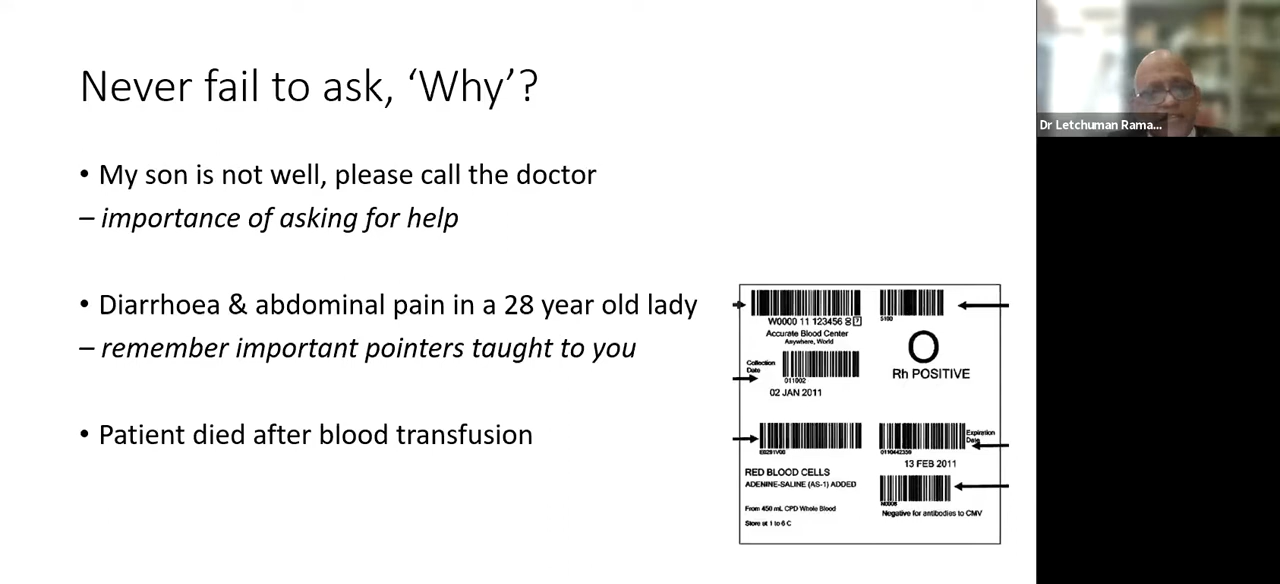 Never fail to ask, ‘Why’?
• My son is not well, please call the doctor
– importance of asking for help
• Diarrhoea & abdominal pain in a 28 year old lady
– remember important pointers taught to you
• Patient died after blood transfusion
W0000 11 123456 8
Accurate Blood Center
Anywhere, World
Collection
Date
011002
02 JAN 2011
E0291V00
RED BLOOD CELLS
ADENINE-SALINE (AS-1) ADDED
From 450 mL CPD Whole Blood
Store at 1 to 6 C
5100
O
Rh POSITIVE
Expiration
Date
13 FEB 2011
Negative for antibodies to CMV
Dr Letchuman Rama...